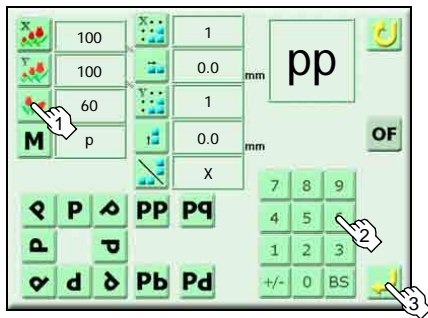 X 100 X 1 pp
% 0.0 mm
Y 100 Y 1
%
60 0.0 mm OF
1
M p X
7 8 9
P PP Pq 4 5 6
2
1 2 3
d Pb Pd +/- 0 BS
3